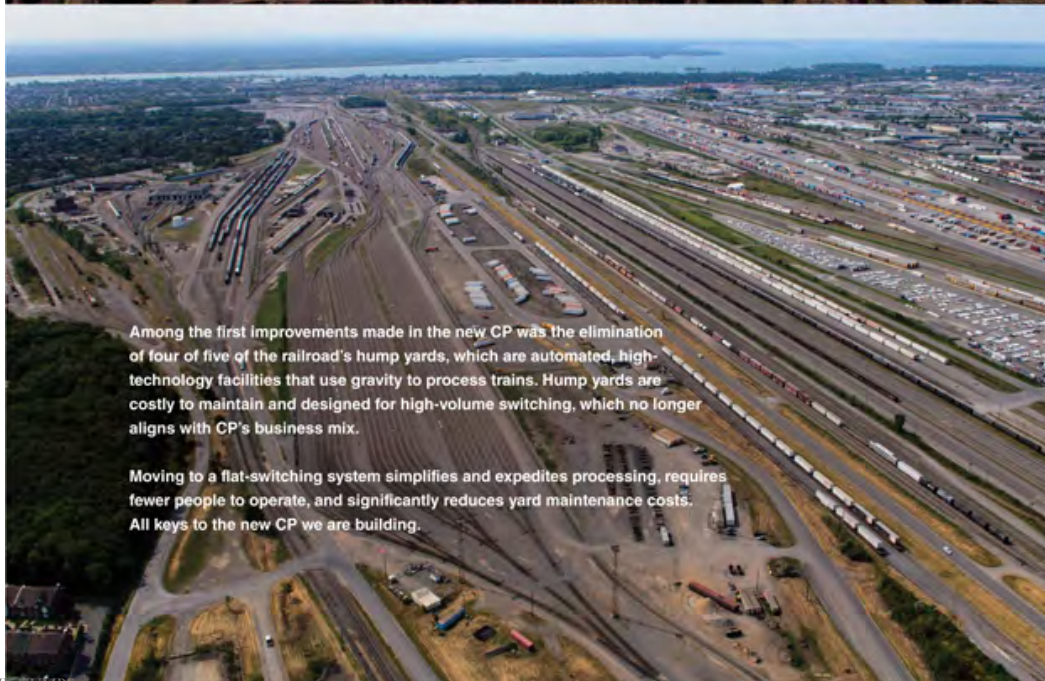 Among the first improvements made in the new CP was the elimination
of four of five of the railroad's hump yards, which are automated, high-
technology facilities that use gravity to process trains. Hump yards are
costly to maintain and designed for high-volume switching, which no longer
aligns with CP's business mix.
Moving to a flat-switching system simplifies and expedites processing, requires
fewer people to operate, and significantly reduces yard maintenance costs.
All keys to the new CP we are building.